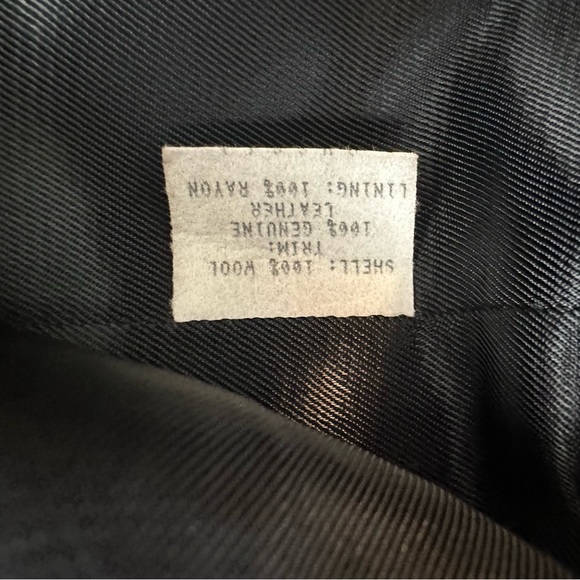 SHELL: 100% WOOL
TRIM:
100% GENUINE
LEATHER
LINING: 100% RAYON